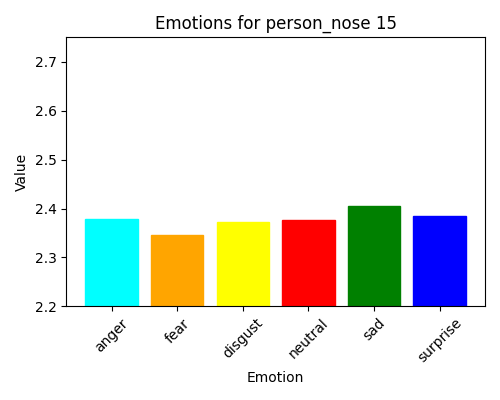 Emotions for person_nose 15
2.7
2.6
2.5
2.4
2.3
2.2
Value
anger
fear
disgust
neutral
sad
surprise
Emotion